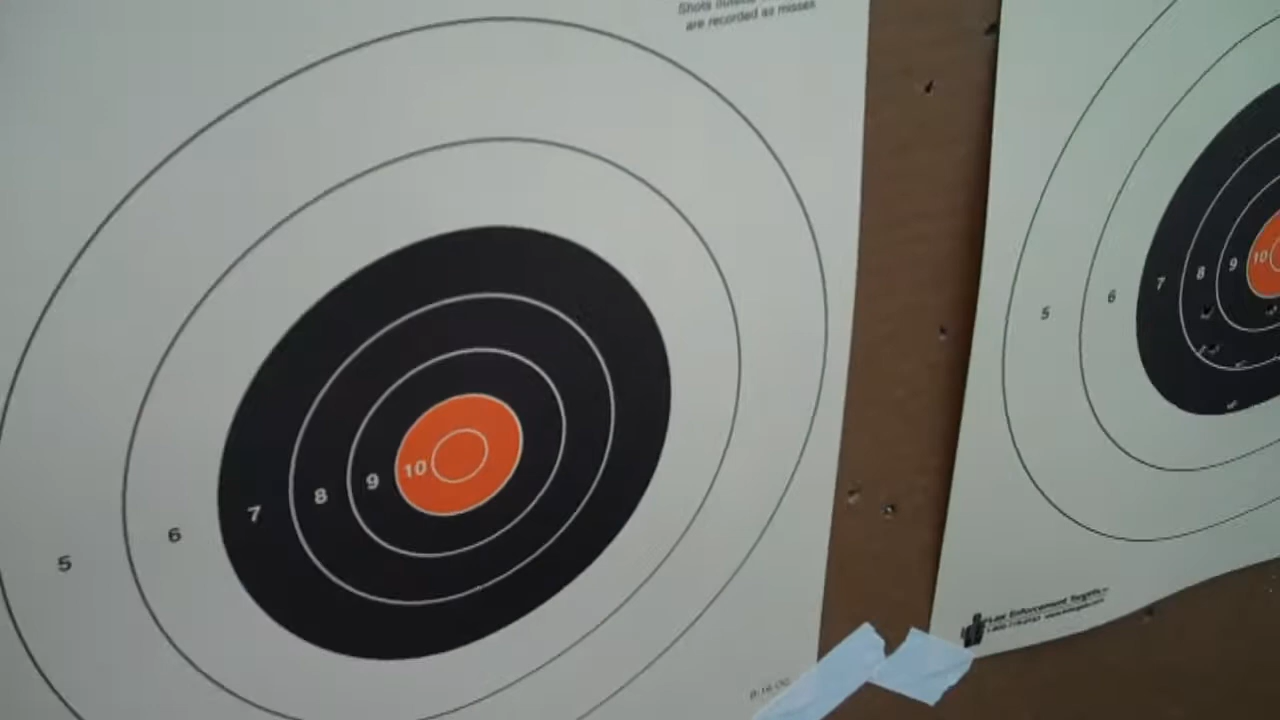 Shots
are recorded as misses
5 6 7 8 9 10
5 6 7 8 9 10
Law Enforcement Targets